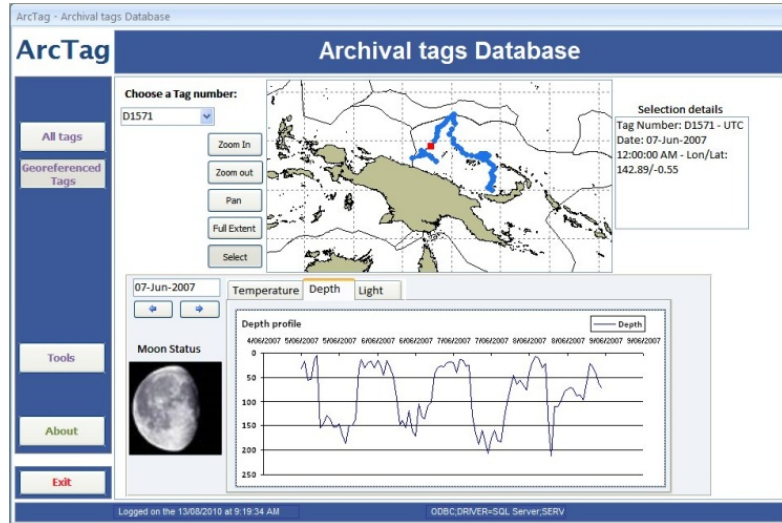 ArcTag - Archival tags Database
ArcTag
Archival tags Database
All tags
Georeferenced
Tags
Tools
About
Exit
Choose a Tag number:
D1571
Zoom In
Zoom out
Pan
Full Extent
Select
Selection details
Tag Number: D1571 - UTC
Date: 07-Jun-2007
12:00:00 AM - Lon/Lat:
142.89/-0.55
07-Jun-2007
Moon Status
Temperature Depth Light
Depth profile
Depth
4/06/2007 5/06/2007 5/06/2007 6/06/2007 6/06/2007 7/06/2007 7/06/2007 8/06/2007 8/06/2007 9/06/2007 9/06/2007
0
50
100
150
200
250
Logged on the 13/08/2010 at 9:19:34 AM
ODBC;DRIVER=SQL Server;SERV